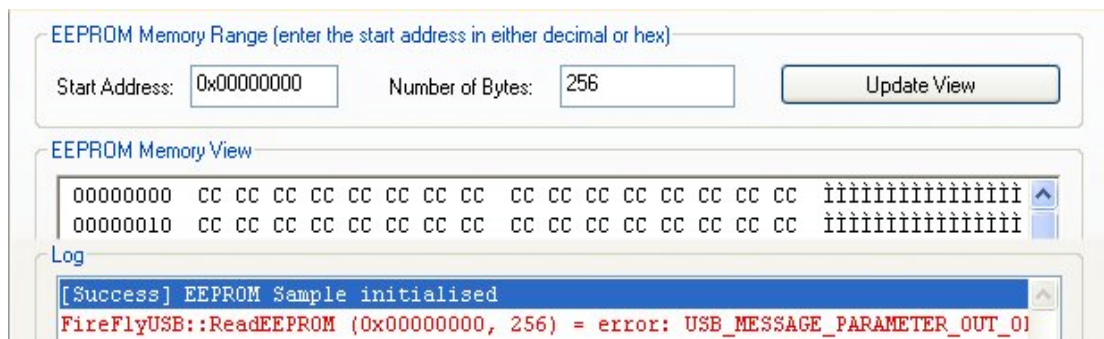 EEPROM Memory Range (enter the start address in either decimal or hex)
Start Address: 0x00000000 Number of Bytes: 256 Update View
EEPROM Memory View
00000000 CC CC CC CC CC CC CC CC CC CC CC CC CC CC CC CC ÌÌÌÌÌÌÌÌÌÌÌÌÌÌÌÌ
00000010 CC CC CC CC CC CC CC CC CC CC CC CC CC CC CC CC ÌÌÌÌÌÌÌÌÌÌÌÌÌÌÌÌ
Log
[Success] EEPROM Sample initialised
FireFlyUSB::ReadEEPROM (0x00000000, 256) = error: